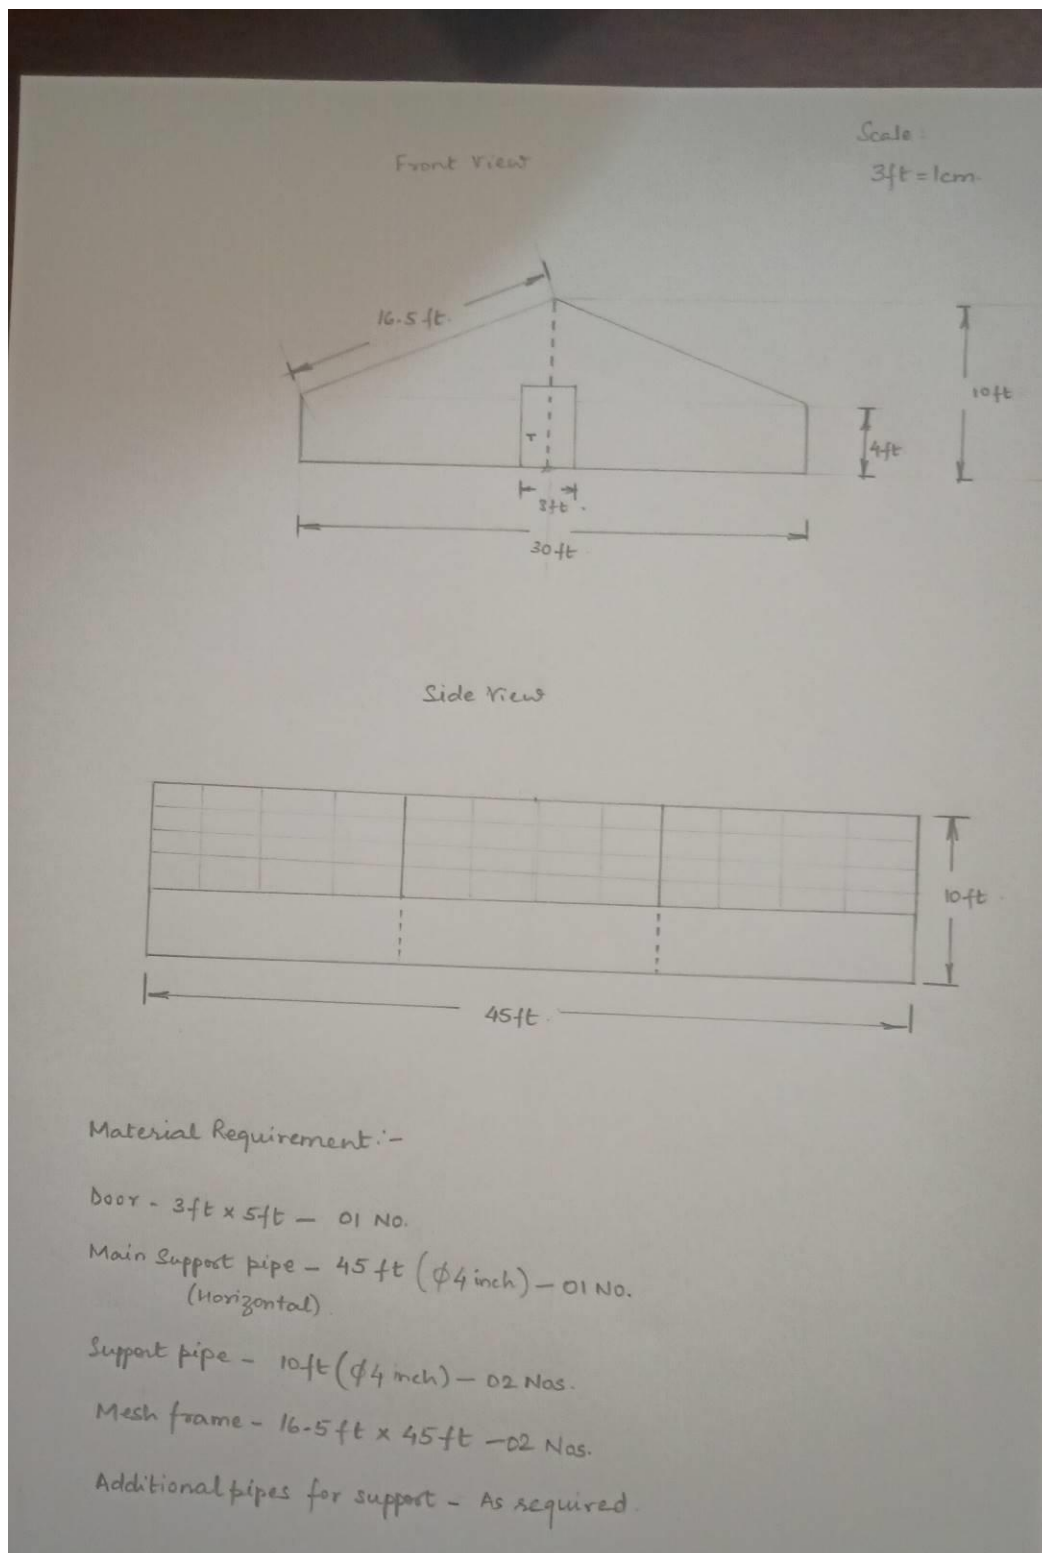 Scale:
3ft = 1cm.
Front View
16.5 ft.
10ft
4ft
3ft.
30ft
Side View
10ft
45ft.
Material Requirement:-
Door - 3ft x 5ft - 01 No.
Main Support pipe - 45 ft (ϕ4 inch) - 01 No.
(Horizontal)
Support pipe - 10ft (ϕ4 inch) - 02 Nos.
Mesh frame - 16.5 ft x 45 ft - 02 Nos.
Additional pipes for support - As required.